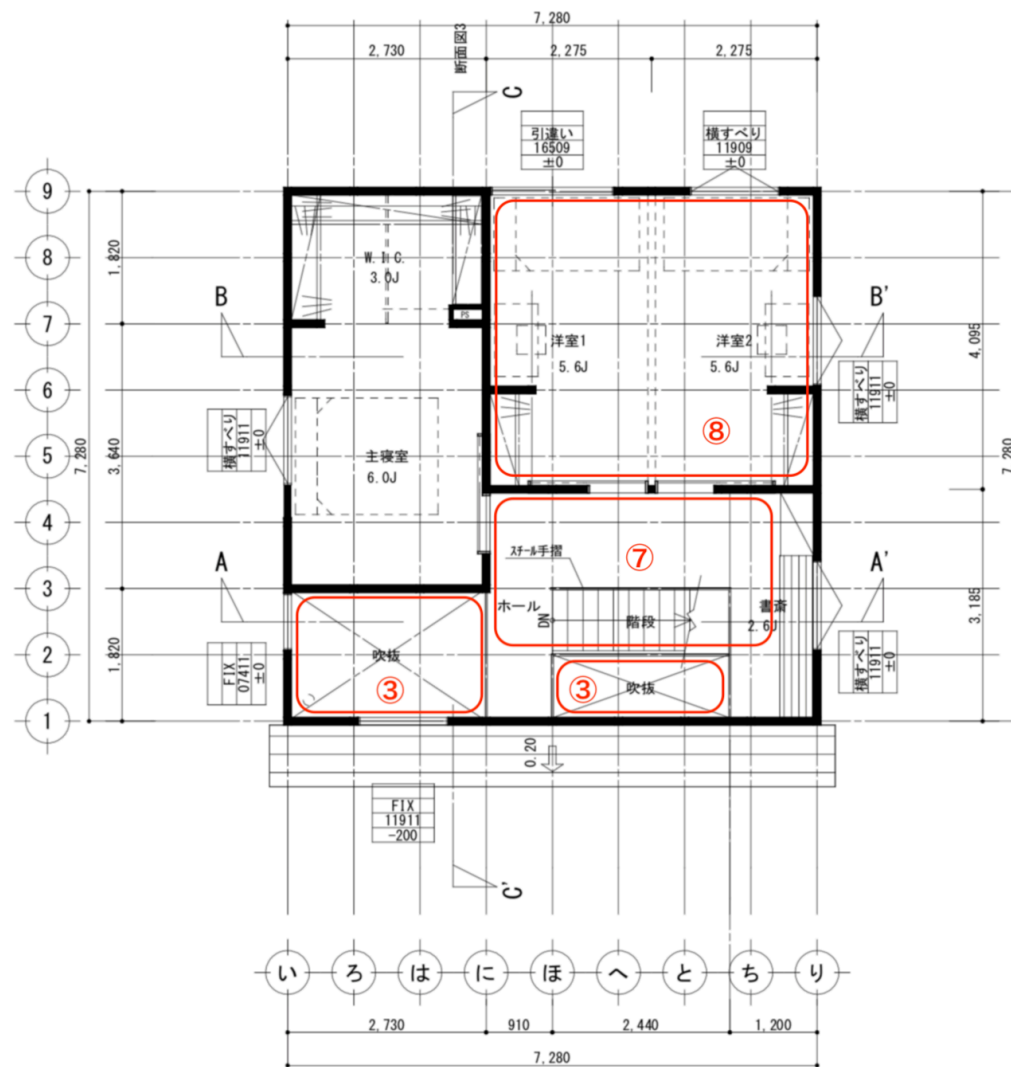 7,280
2,730
2,275
2,275
断面図3
C
引違い
16509
±0
横すべり
11909
±0
9
8
7
6
5
4
3
2
1
1,820
3,640
1,820
7,280
W.I.C.
3.0J
PS
B
B'
洋室1
5.6J
洋室2
5.6J
4,095
7,280
3,185
横すべり
11911
±0
横すべり
11911
±0
主寝室
6.0J
⑧
⑦
スチール手摺
A
A'
ホール
DN
階段
書斎
2.6J
FIX
07411
±0
吹抜
③
③
吹抜
横すべり
11911
±0
0.20
FIX
11911
-200
C'
い
ろ
は
に
ほ
へ
と
ち
り
2,730
910
2,440
1,200
7,280